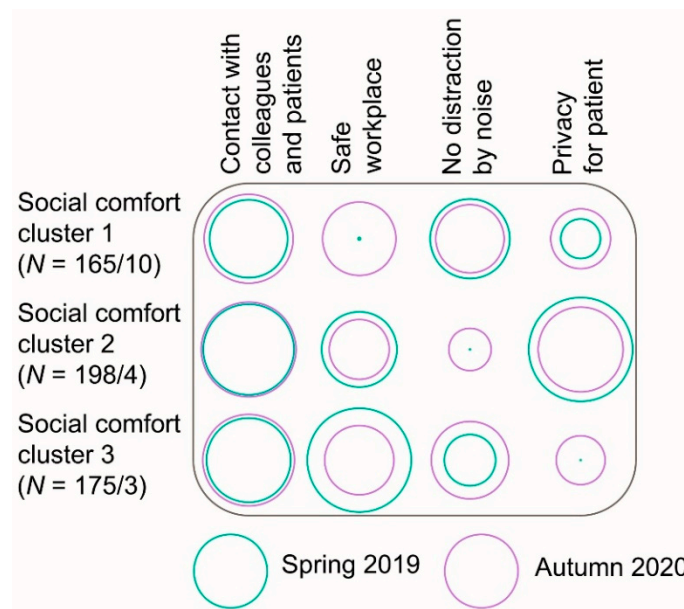 Contact with
colleagues
and patients
Safe
workplace
No distraction
by noise
Privacy
for patient
Social comfort
cluster 1
(N = 165/10)
Social comfort
cluster 2
(N = 198/4)
Social comfort
cluster 3
(N = 175/3)
Spring 2019
Autumn 2020